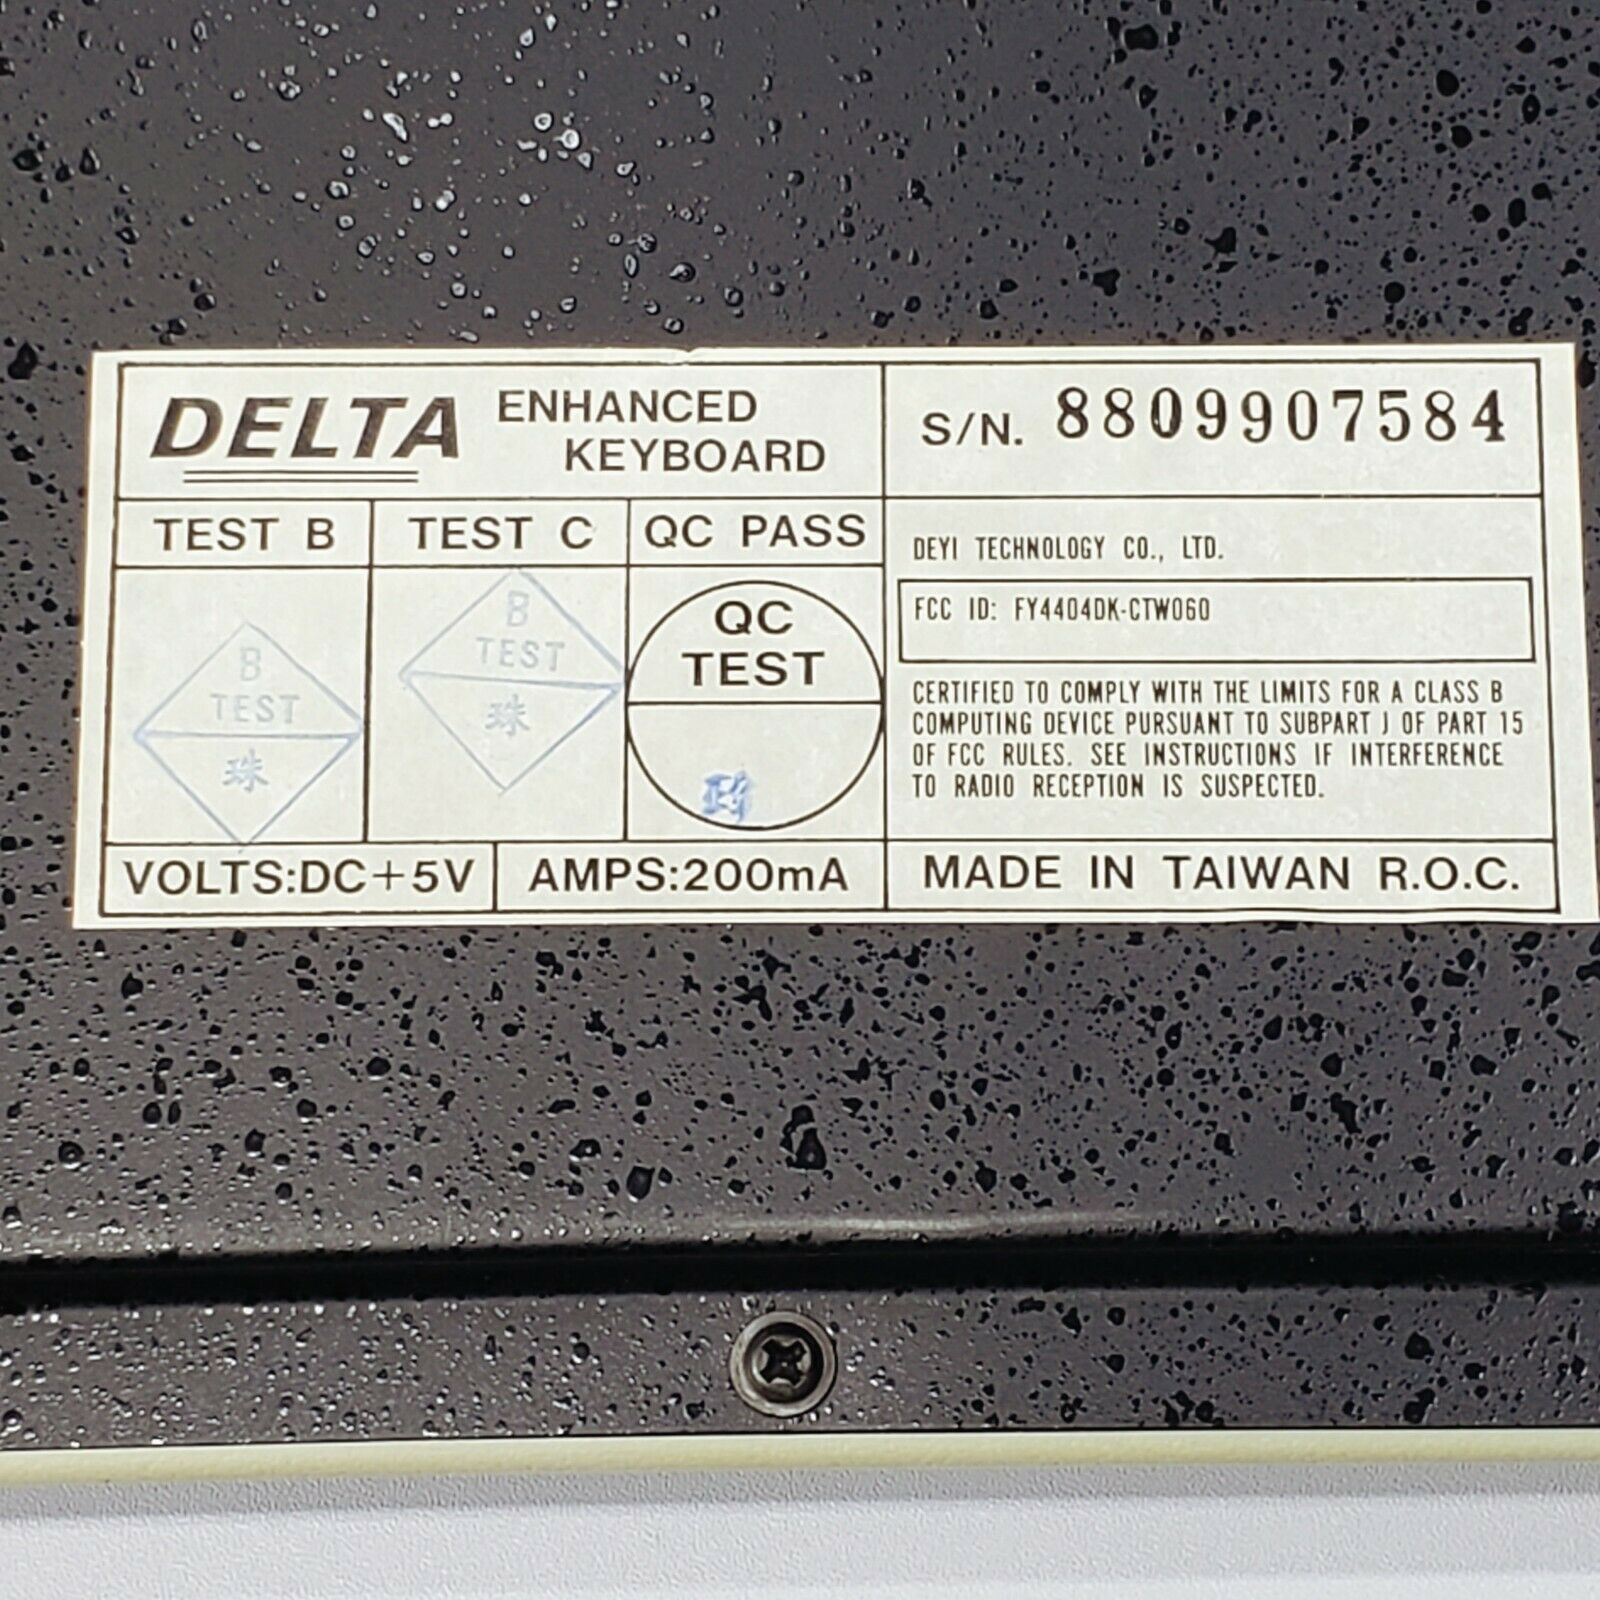 DELTA ENHANCED
KEYBOARD
S/N. 8809907584
TEST B
TEST C
QC PASS
B
TEST
珠
B
TEST
珠
QC
TEST
DEYI TECHNOLOGY CO., LTD.
FCC ID: FY4404DK-CTW060
CERTIFIED TO COMPLY WITH THE LIMITS FOR A CLASS B
COMPUTING DEVICE PURSUANT TO SUBPART J OF PART 15
OF FCC RULES. SEE INSTRUCTIONS IF INTERFERENCE
TO RADIO RECEPTION IS SUSPECTED.
VOLTS:DC+5V
AMPS:200mA
MADE IN TAIWAN R.O.C.